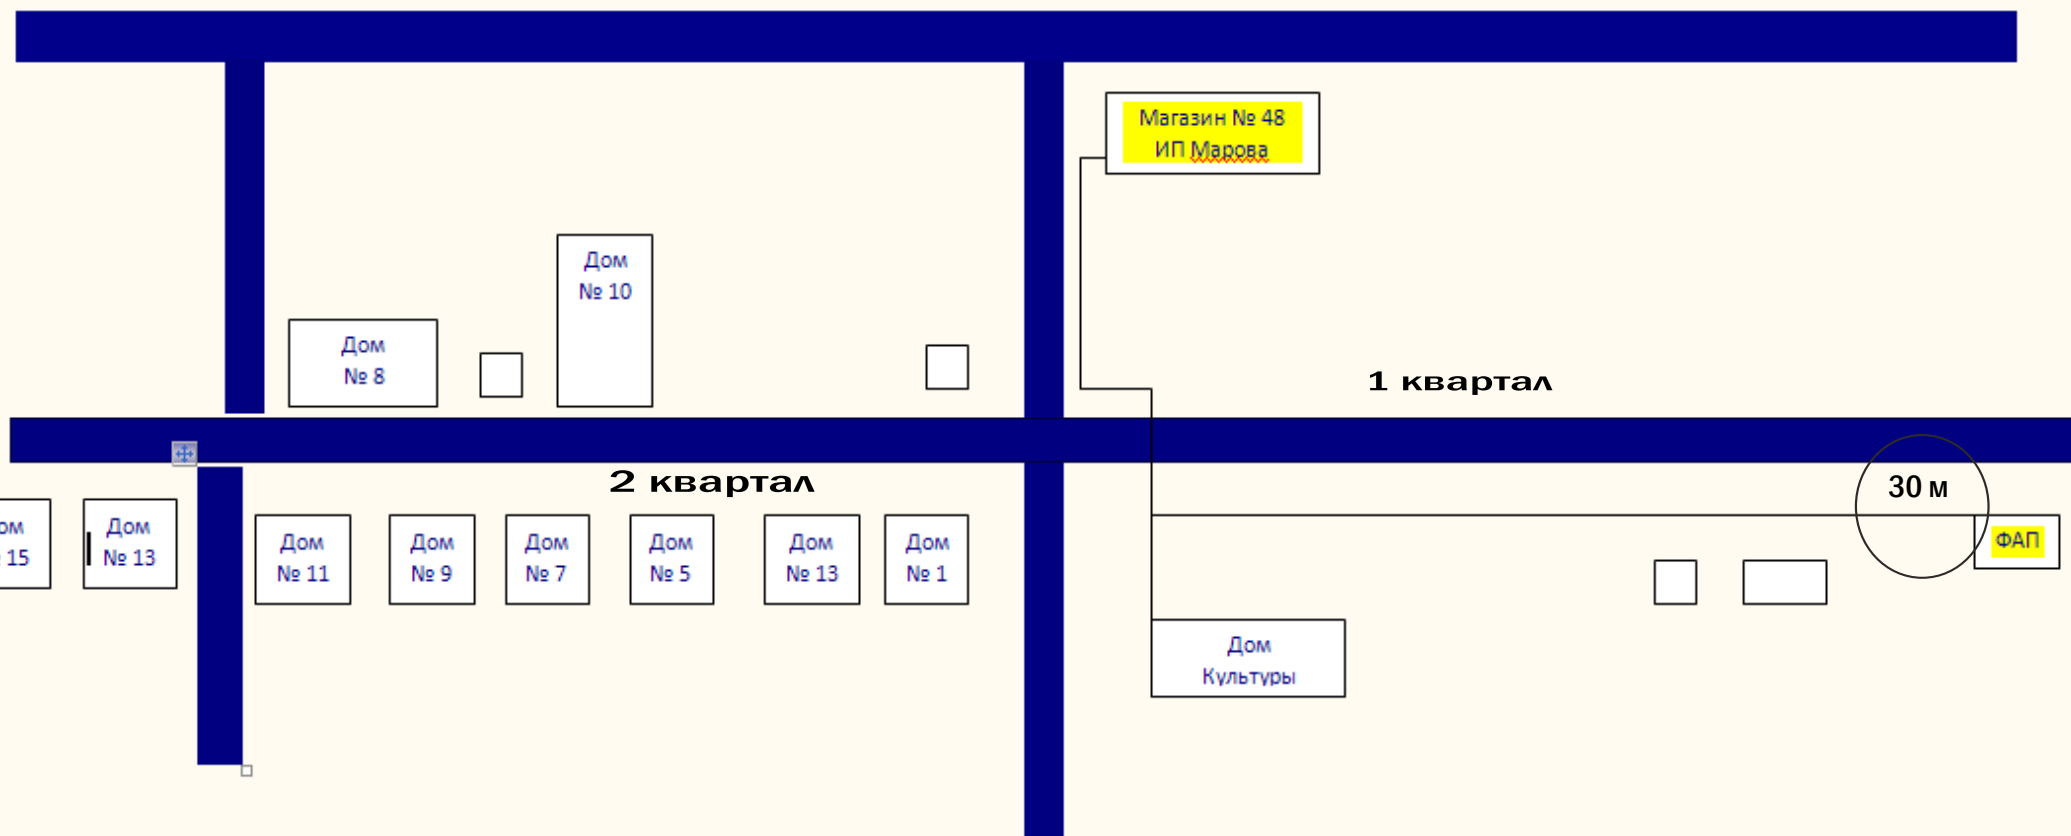 Магазин № 48
ИП Марова
Дом
№ 10
Дом
№ 8
1 квартал
2 квартал
30 м
ом
15
Дом
№ 13
Дом
№ 11
Дом
№ 9
Дом
№ 7
Дом
№ 5
Дом
№ 13
Дом
№ 1
ФАП
Дом
Культуры